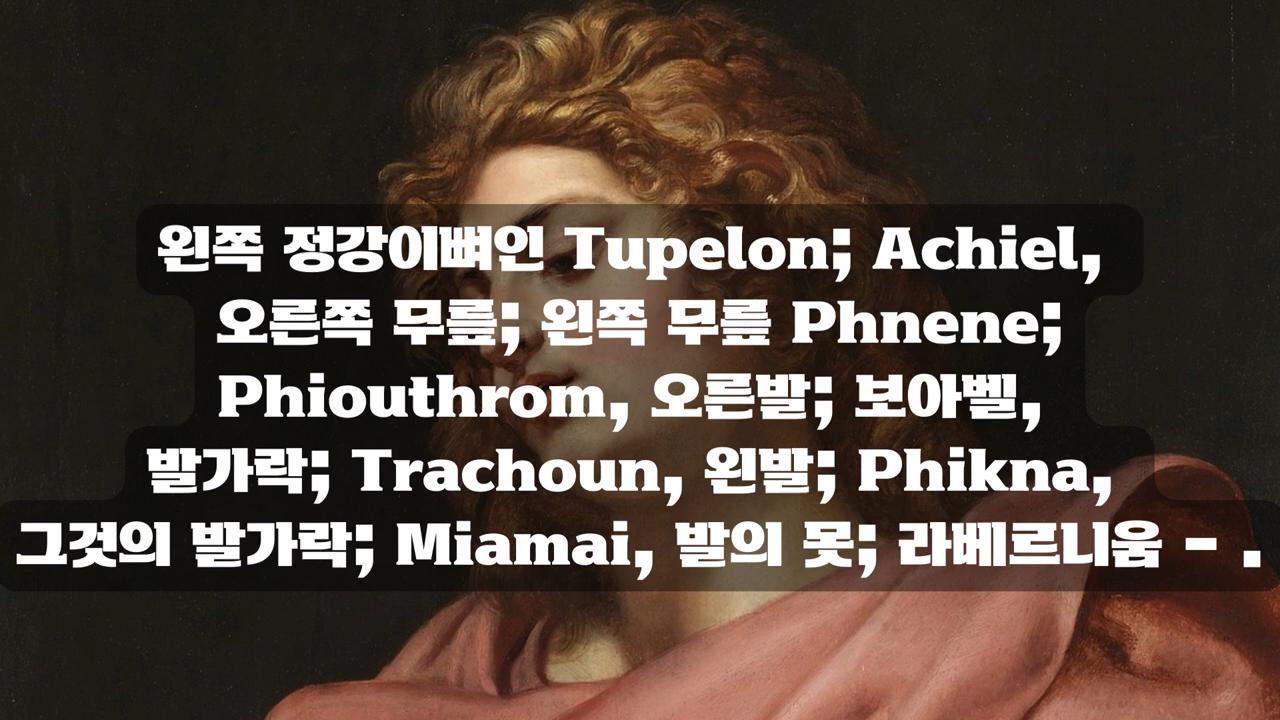 왼쪽 정강이뼈인 Tupelon; Achiel,
오른쪽 무릎; 왼쪽 무릎 Phnene;
Phiouthrom, 오른발; 보아벨,
발가락; Trachoun, 왼발; Phikna,
그것의 발가락; Miamai, 발의 못; 라베르니움 - .